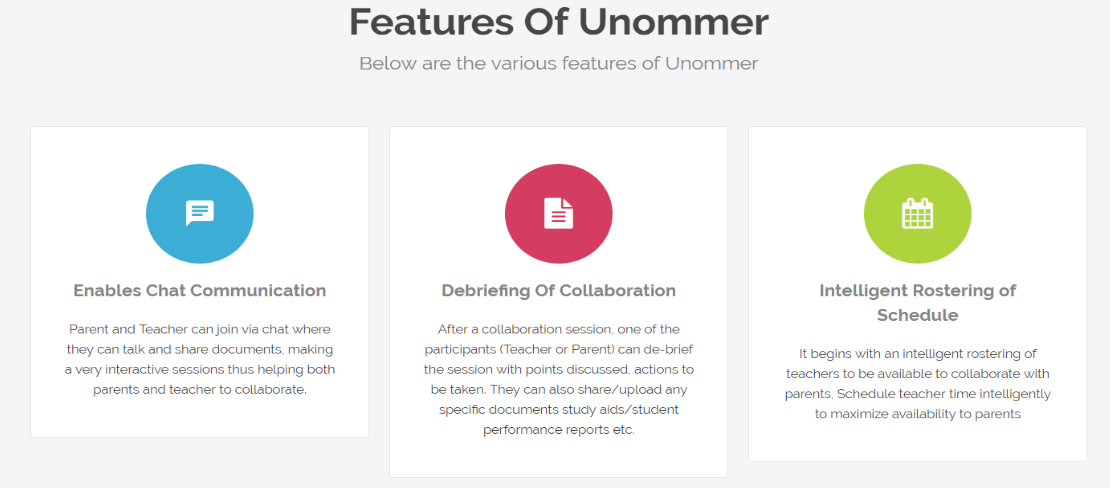 Features Of Unommer
Below are the various features of Unommer
Enables Chat Communication
Parent and Teacher can join via chat where
they can talk and share documents, making
a very interactive sessions thus helping both
parents and teacher to collaborate.
Debriefing Of Collaboration
After a collaboration session, one of the
participants (Teacher or Parent) can de-brief
the session with points discussed, actions to
be taken. They can also share/upload any
specific documents study aids/student
performance reports etc.
Intelligent Rostering of
Schedule
It begins with an intelligent rostering of
teachers to be available to collaborate with
parents, Schedule teacher time intelligently
to maximize availability to parents